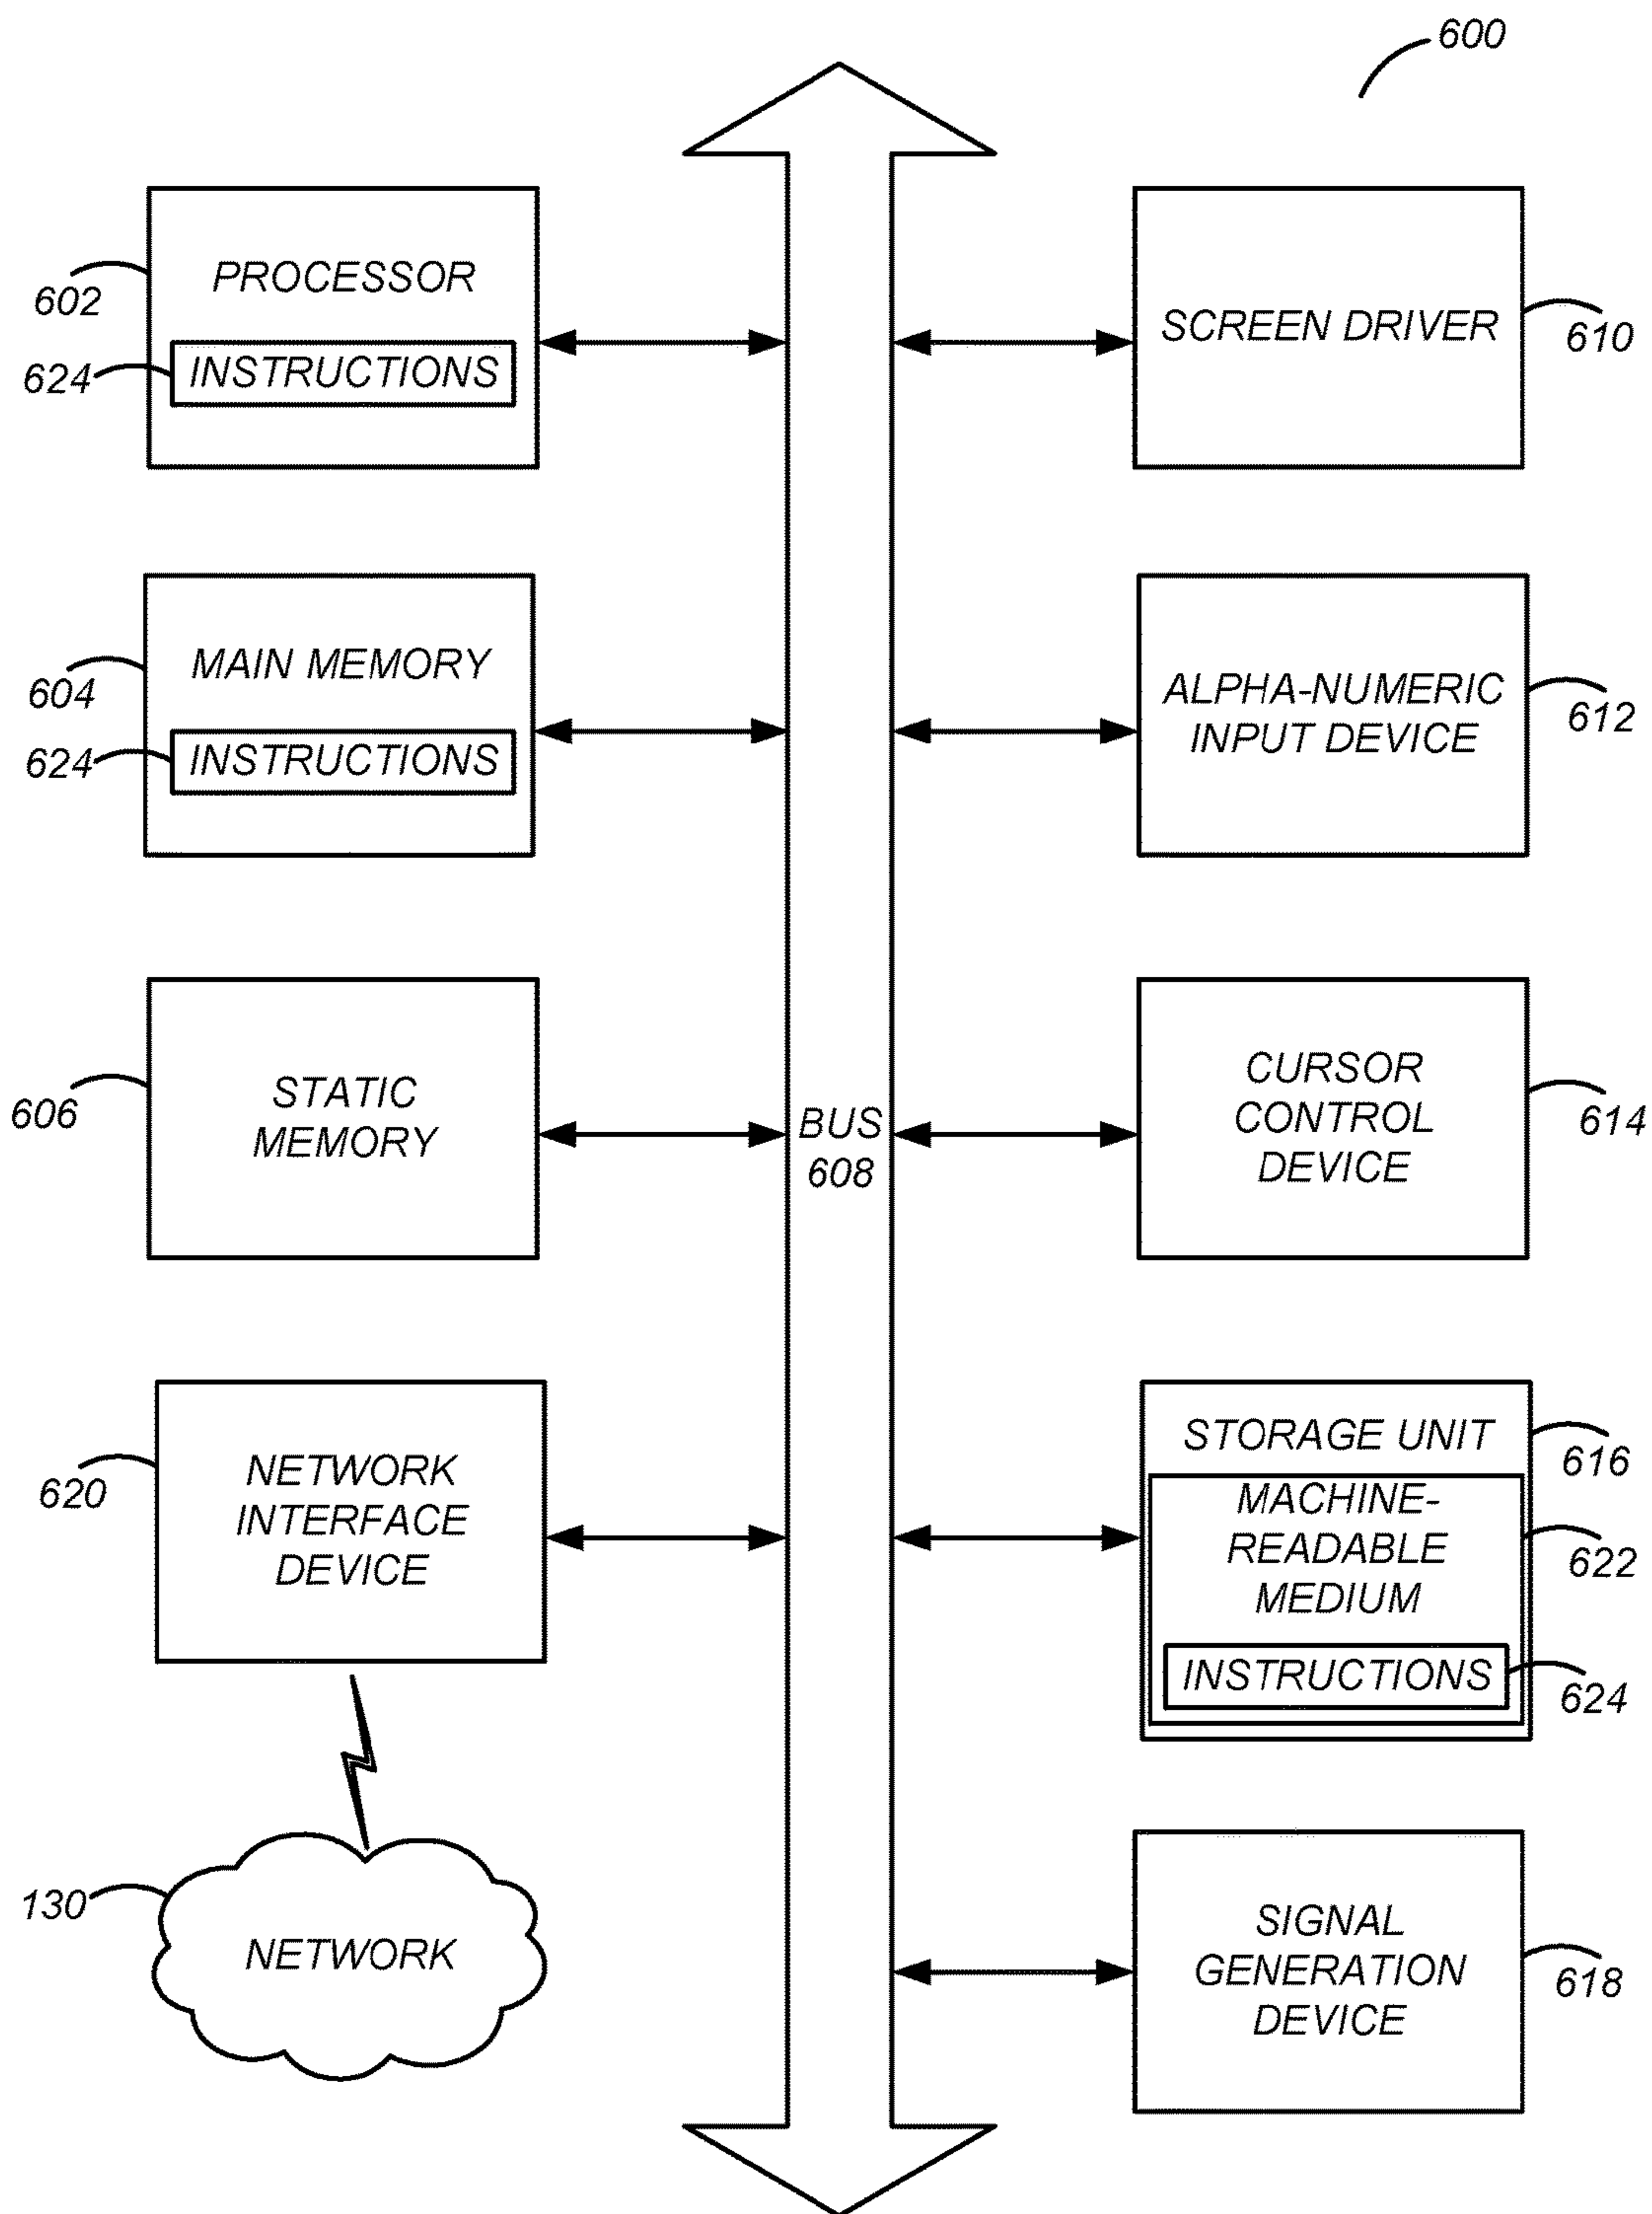 600
PROCESSOR
602
INSTRUCTIONS
624
SCREEN DRIVER
610
MAIN MEMORY
604
INSTRUCTIONS
624
ALPHA-NUMERIC
INPUT DEVICE
612
STATIC
MEMORY
606
BUS
608
CURSOR
CONTROL
DEVICE
614
NETWORK
INTERFACE
DEVICE
620
STORAGE UNIT
616
MACHINE-
READABLE
MEDIUM
622
INSTRUCTIONS
624
130
NETWORK
SIGNAL
GENERATION
DEVICE
618